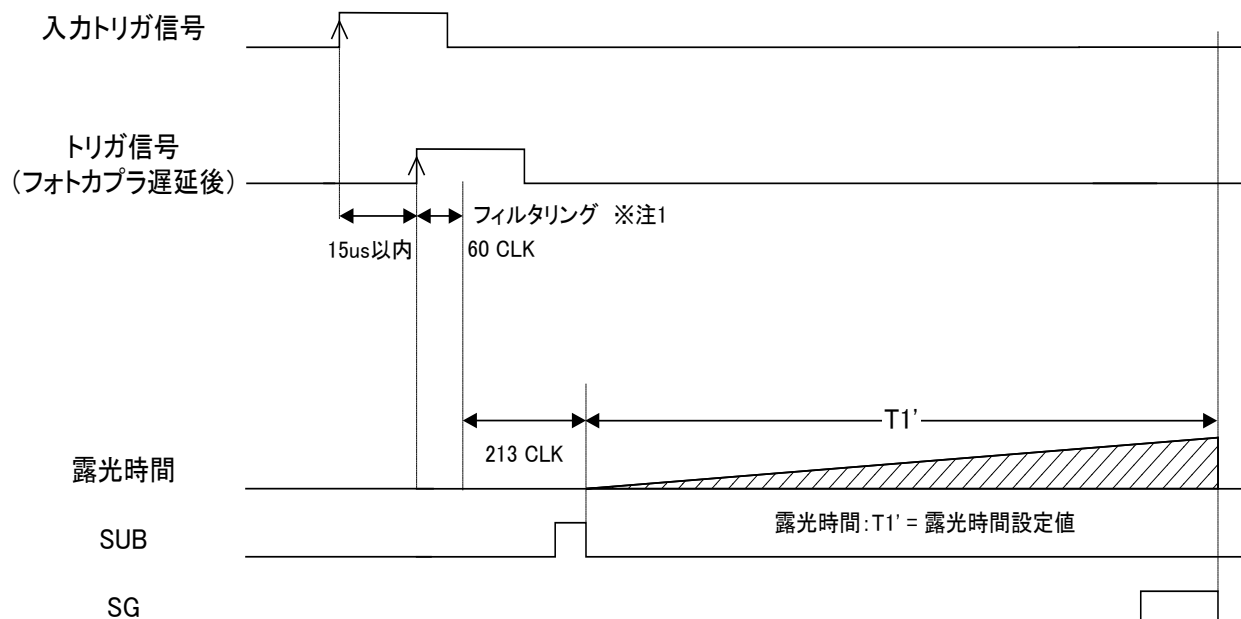 入力トリガ信号
トリガ信号
（フォトカプラ遅延後）
フィルタリング　※注1
15us以内
60 CLK
T1’
213 CLK
露光時間
露光時間：T1’ = 露光時間設定値
SUB
SG